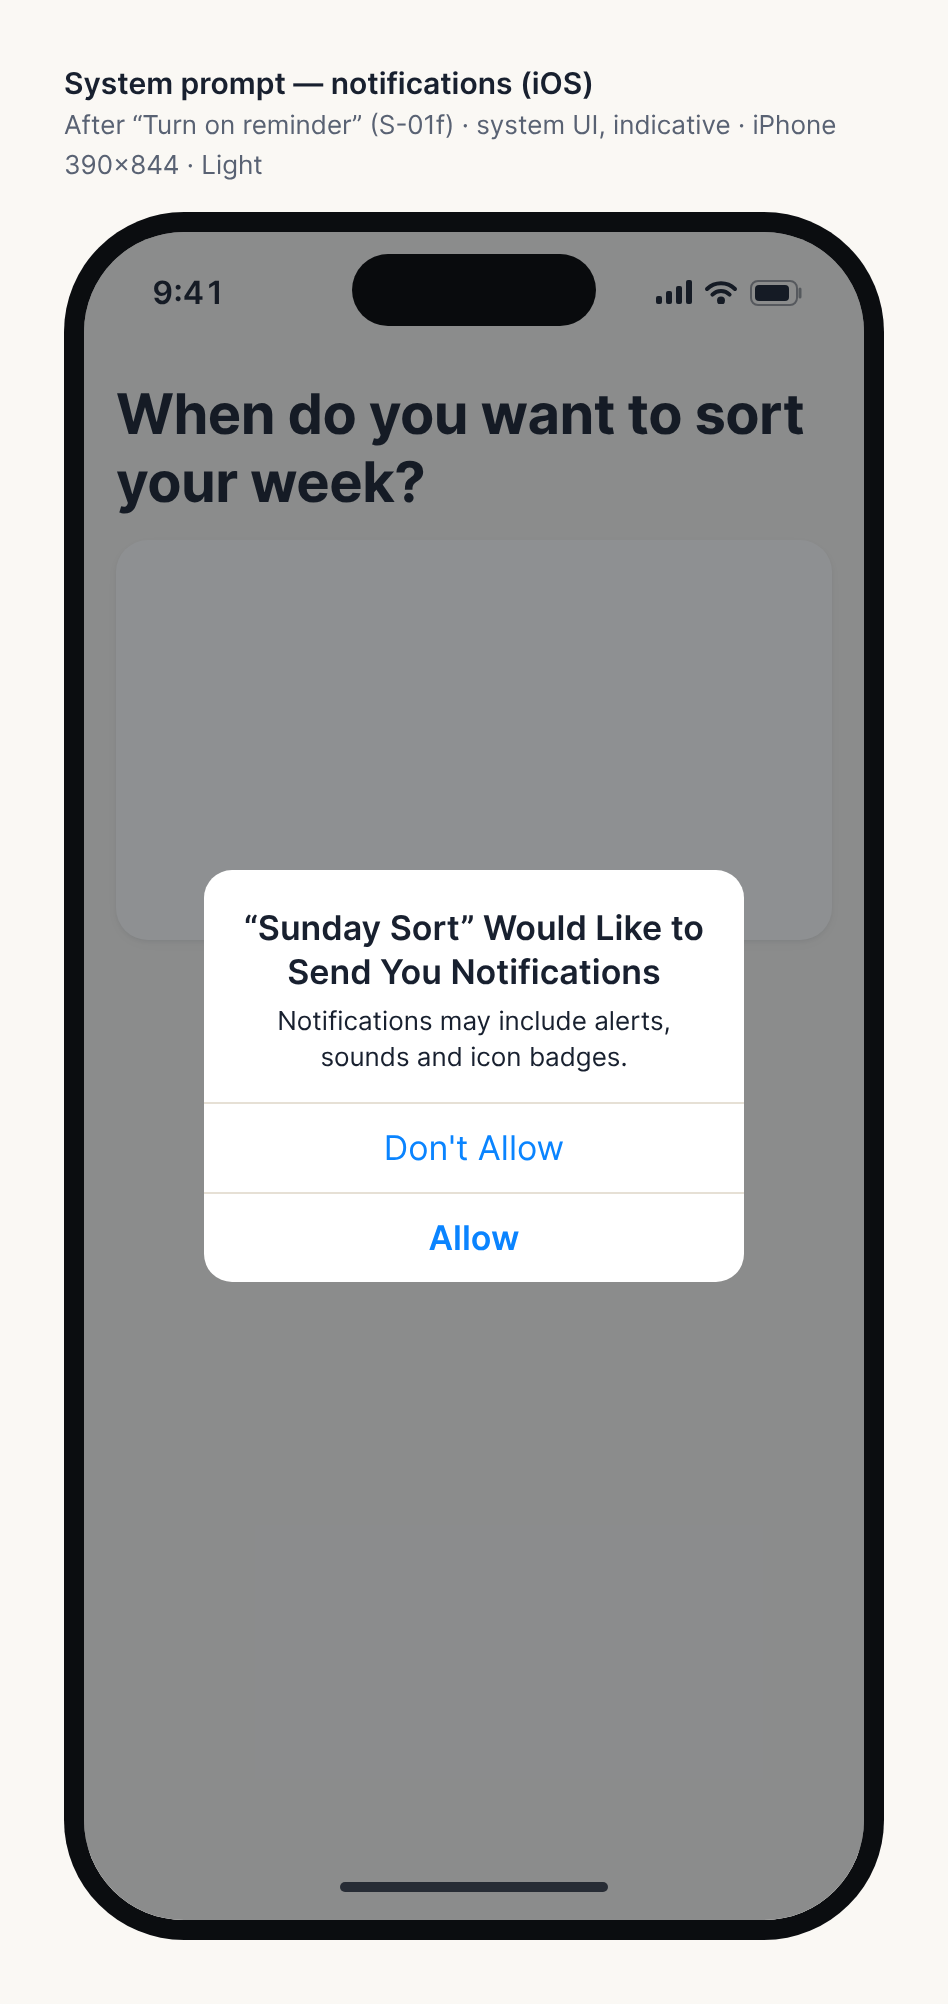 System prompt — notifications (iOS)
After “Turn on reminder” (S-01f) · system UI, indicative · iPhone
390×844 · Light
9:41
When do you want to sort
your week?
“Sunday Sort” Would Like to
Send You Notifications
Notifications may include alerts,
sounds and icon badges.
Don't Allow
Allow